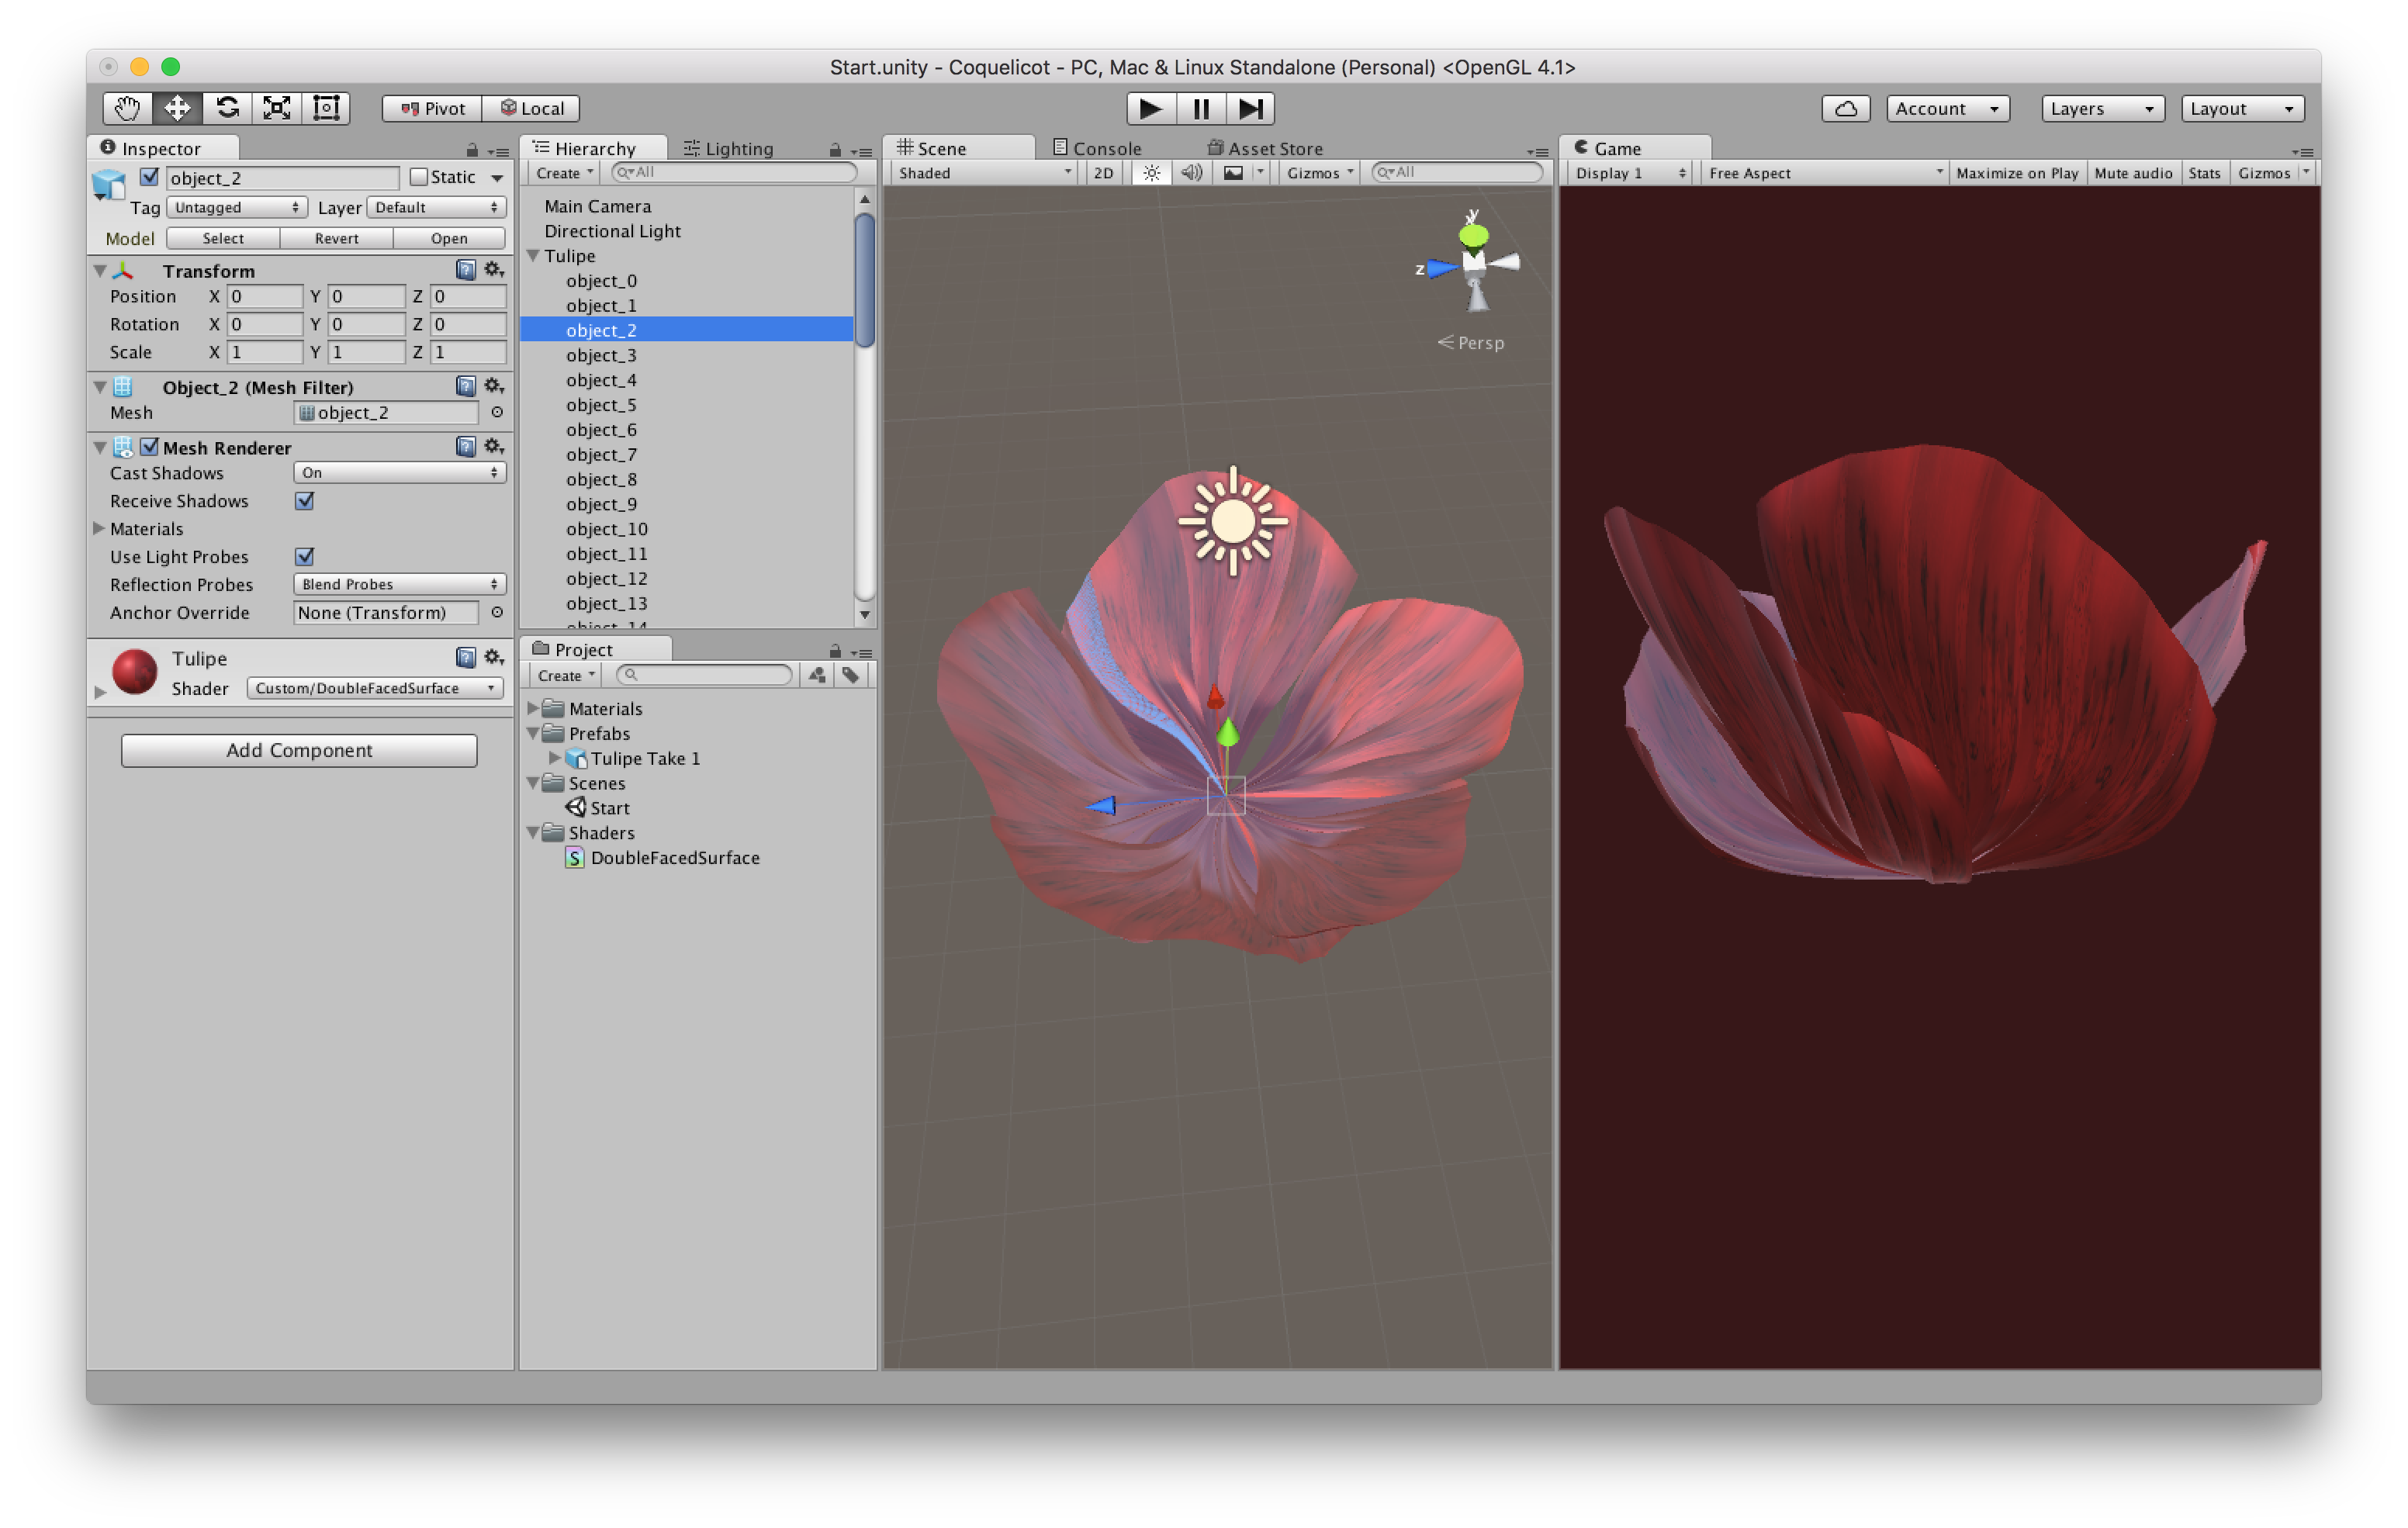 Start.unity - Coquelicot - PC, Mac & Linux Standalone (Personal) <OpenGL 4.1>
Pivot Local Account Layers Layout
Inspector
object_2 Static
Tag Untagged Layer Default
Model Select Revert Open
Transform
Position X 0 Y 0 Z 0
Rotation X 0 Y 0 Z 0
Scale X 1 Y 1 Z 1
Object_2 (Mesh Filter)
Mesh object_2
Mesh Renderer
Cast Shadows On
Receive Shadows
Materials
Use Light Probes
Reflection Probes Blend Probes
Anchor Override None (Transform)
Tulipe
Shader Custom/DoubleFacedSurface
Add Component
Hierarchy Lighting
Create All
Main Camera
Directional Light
Tulipe
object_0
object_1
object_2
object_3
object_4
object_5
object_6
object_7
object_8
object_9
object_10
object_11
object_12
object_13
object_14
Project
Create
Materials
Prefabs
Tulipe Take 1
Scenes
Start
Shaders
S DoubleFacedSurface
Scene Console Asset Store
Shaded 2D Gizmos All
y
z
Persp
Game
Display 1 Free Aspect Maximize on Play Mute audio Stats Gizmos